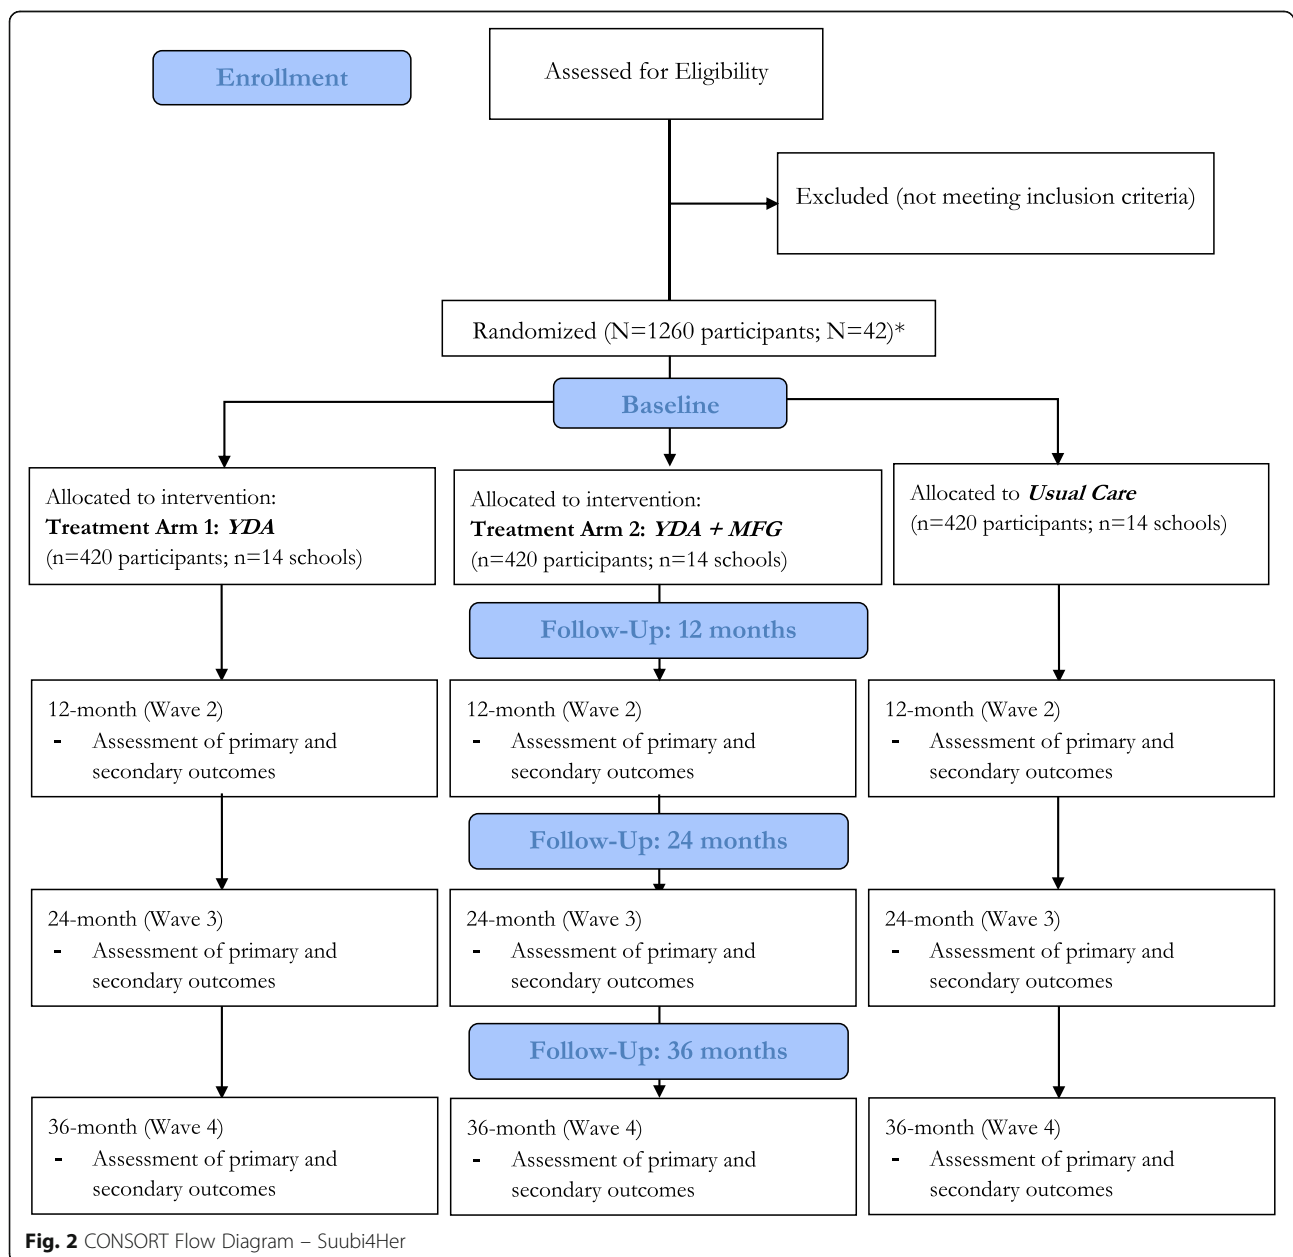 Enrollment
Assessed for Eligibility
Excluded (not meeting inclusion criteria)
Randomized (N=1260 participants; N=42)*
Baseline
Allocated to intervention:
Treatment Arm 1: YDA
(n=420 participants; n=14 schools)
Allocated to intervention:
Treatment Arm 2: YDA + MFG
(n=420 participants; n=14 schools)
Allocated to Usual Care
(n=420 participants; n=14 schools)
Follow-Up: 12 months
12-month (Wave 2)
- Assessment of primary and
secondary outcomes
12-month (Wave 2)
- Assessment of primary and
secondary outcomes
12-month (Wave 2)
- Assessment of primary and
secondary outcomes
Follow-Up: 24 months
24-month (Wave 3)
- Assessment of primary and
secondary outcomes
24-month (Wave 3)
- Assessment of primary and
secondary outcomes
24-month (Wave 3)
- Assessment of primary and
secondary outcomes
Follow-Up: 36 months
36-month (Wave 4)
- Assessment of primary and
secondary outcomes
36-month (Wave 4)
- Assessment of primary and
secondary outcomes
36-month (Wave 4)
- Assessment of primary and
secondary outcomes
Fig. 2 CONSORT Flow Diagram – Suubi4Her